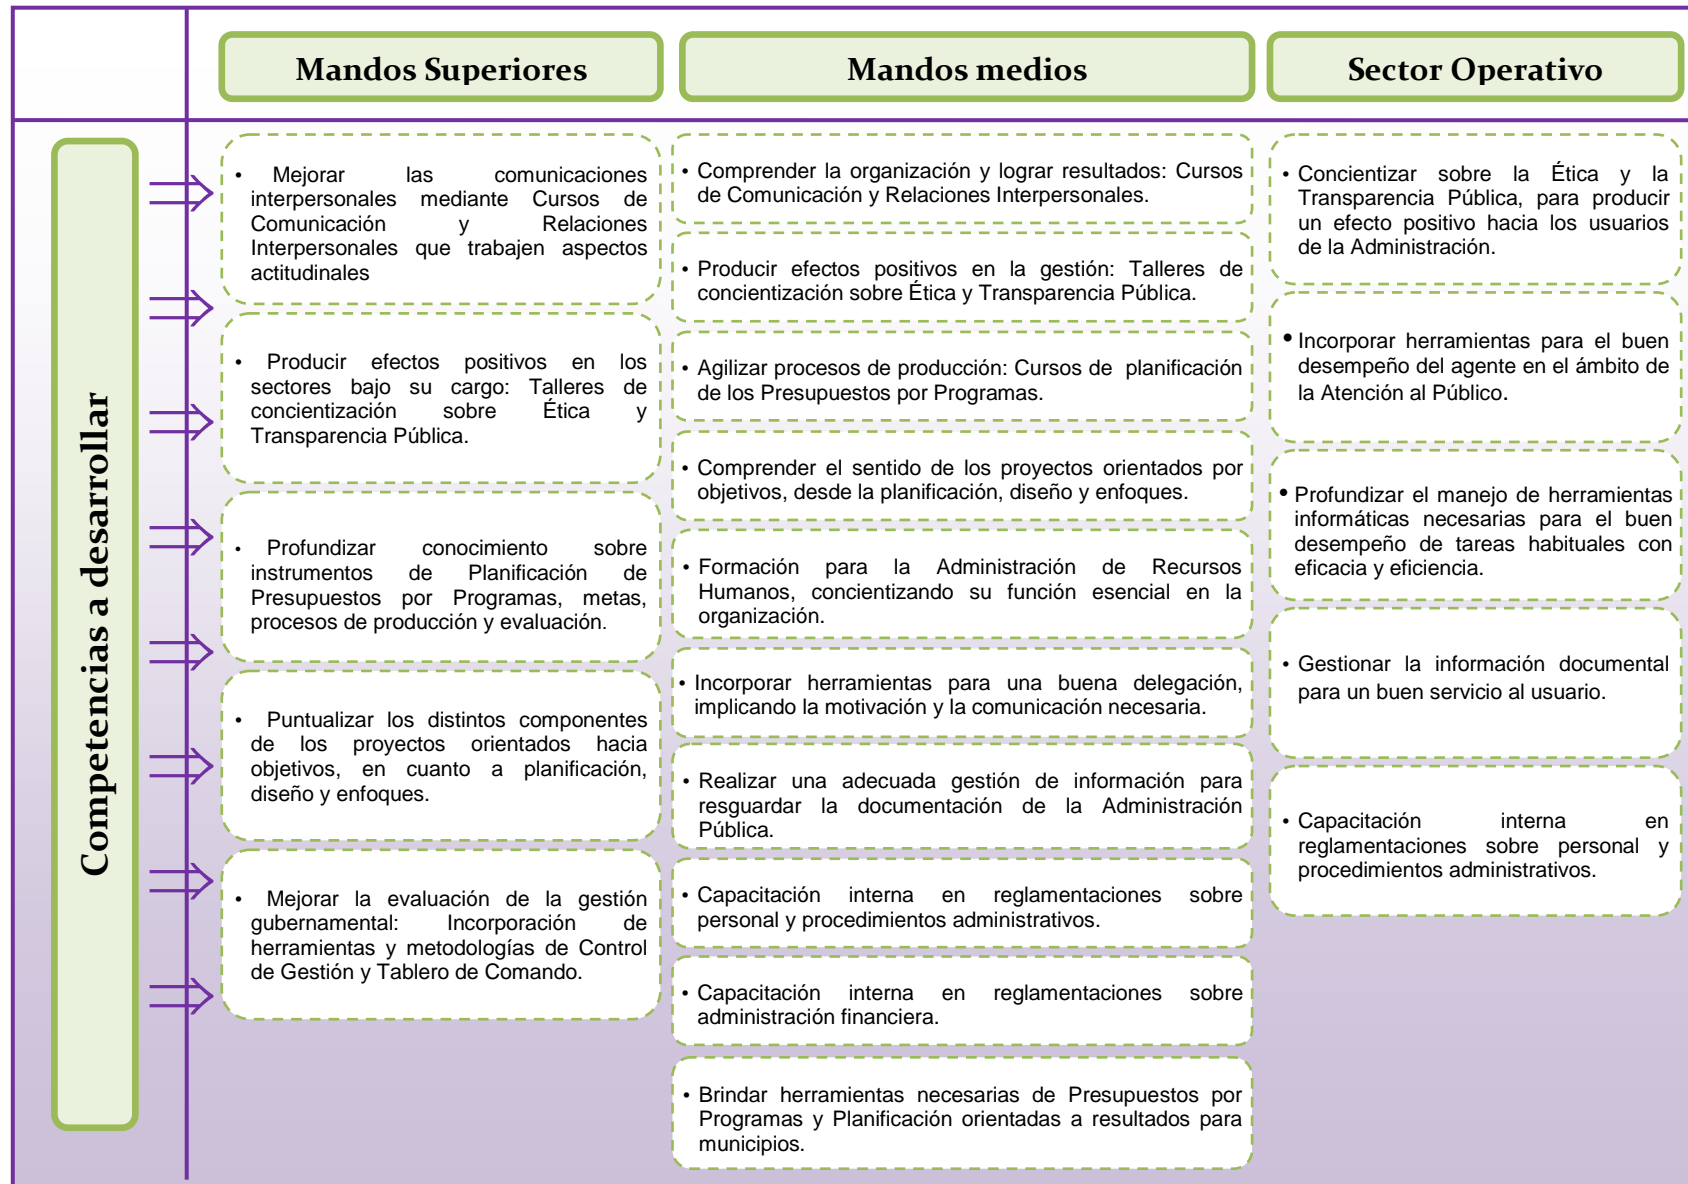 Mandos Superiores
Mandos medios
Sector Operativo
Competencias a desarrollar
• Mejorar las comunicaciones
interpersonales mediante Cursos de
Comunicación y Relaciones
Interpersonales que trabajen aspectos
actitudinales
• Producir efectos positivos en los
sectores bajo su cargo: Talleres de
concientización sobre Ética y
Transparencia Pública.
• Profundizar conocimiento sobre
instrumentos de Planificación de
Presupuestos por Programas, metas,
procesos de producción y evaluación.
• Puntualizar los distintos componentes
de los proyectos orientados hacia
objetivos, en cuanto a planificación,
diseño y enfoques.
• Mejorar la evaluación de la gestión
gubernamental: Incorporación de
herramientas y metodologías de Control
de Gestión y Tablero de Comando.
• Comprender la organización y lograr resultados: Cursos
de Comunicación y Relaciones Interpersonales.
• Producir efectos positivos en la gestión: Talleres de
concientización sobre Ética y Transparencia Pública.
• Agilizar procesos de producción: Cursos de planificación
de los Presupuestos por Programas.
• Comprender el sentido de los proyectos orientados por
objetivos, desde la planificación, diseño y enfoques.
• Formación para la Administración de Recursos
Humanos, concientizando su función esencial en la
organización.
• Incorporar herramientas para una buena delegación,
implicando la motivación y la comunicación necesaria.
• Realizar una adecuada gestión de información para
resguardar la documentación de la Administración
Pública.
• Capacitación interna en reglamentaciones sobre
personal y procedimientos administrativos.
• Capacitación interna en reglamentaciones sobre
administración financiera.
• Brindar herramientas necesarias de Presupuestos por
Programas y Planificación orientadas a resultados para
municipios.
• Concientizar sobre la Ética y la
Transparencia Pública, para producir
un efecto positivo hacia los usuarios
de la Administración.
• Incorporar herramientas para el buen
desempeño del agente en el ámbito de
la Atención al Público.
• Profundizar el manejo de herramientas
informáticas necesarias para el buen
desempeño de tareas habituales con
eficacia y eficiencia.
• Gestionar la información documental
para un buen servicio al usuario.
• Capacitación interna en
reglamentaciones sobre personal y
procedimientos administrativos.